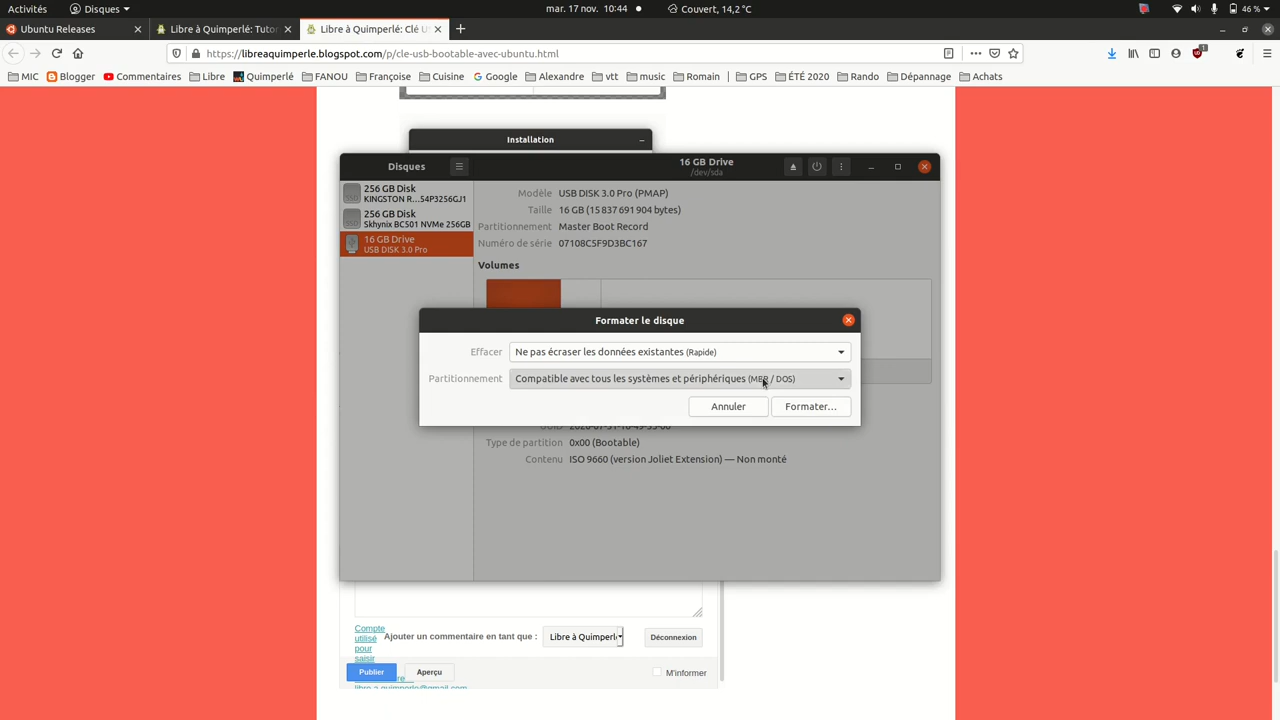 Activités
Disques
mar. 17 nov. 10:44
Couvert, 14,2 °C
46 %
Ubuntu Releases
Libre à Quimperlé: Tutor
Libre à Quimperlé: Clé U
https://libreaquimperle.blogspot.com/p/cle-usb-bootable-avec-ubuntu.html
MIC
Blogger
Commentaires
Libre
Quimperlé
FANOU
Françoise
Cuisine
Google
Alexandre
vtt
music
Romain
GPS
ÉTÉ 2020
Rando
Dépannage
Achats
Installation
Disques
16 GB Drive
/dev/sda
256 GB Disk
KINGSTON R…54P3256GJ1
256 GB Disk
Skhynix BC501 NVMe 256GB
16 GB Drive
USB DISK 3.0 Pro
Modèle USB DISK 3.0 Pro (PMAP)
Taille 16 GB (15 837 691 904 bytes)
Partitionnement Master Boot Record
Numéro de série 07108C5F9D3BC167
Volumes
Formater le disque
Effacer Ne pas écraser les données existantes (Rapide)
Partitionnement Compatible avec tous les systèmes et périphériques (MBR / DOS)
Annuler
Formater…
Type de partition 0x00 (Bootable)
Contenu ISO 9660 (version Joliet Extension) — Non monté
Compte
utilisé
pour
saisir
Ajouter un commentaire en tant que :
Libre à Quimperlé
Déconnexion
Publier
Aperçu
M'informer
libre.a.quimperle@gmail.com